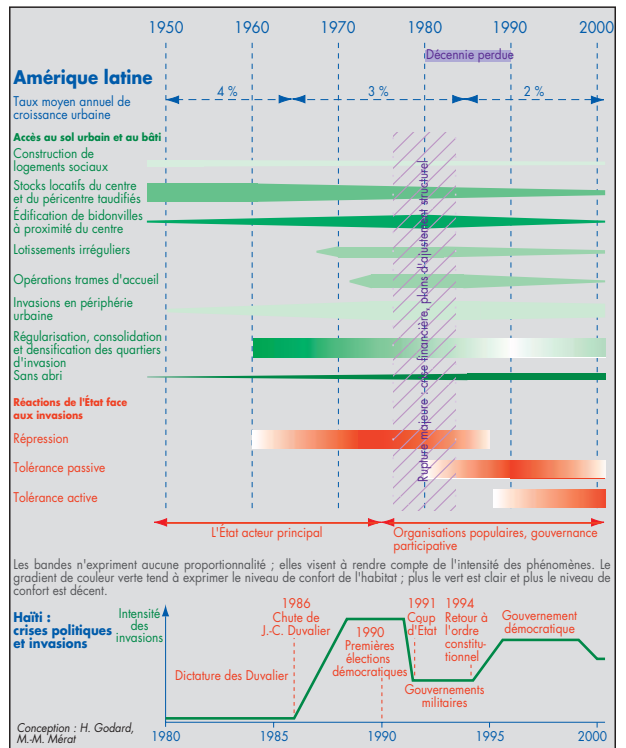 1950 1960 1970 1980 1990 2000
Décennie perdue
Amérique latine
Taux moyen annuel de
croissance urbaine
4 % 3 % 2 %
Accès au sol urbain et au bâti
Construction de
logements sociaux
Stocks locatifs du centre
et du péricentre taudifiés
Édification de bidonvilles
à proximité du centre
Lotissements irréguliers
Opérations trames d'accueil
Invasions en périphérie
urbaine
Régularisation, consolidation
et densification des quartiers
d'invasion
Sans abri
Rupture majeure : crise financière, plans d'ajustement structurel
Réactions de l'État face
aux invasions
Répression
Tolérance passive
Tolérance active
L'État acteur principal
Organisations populaires, gouvernance
participative
Les bandes n'expriment aucune proportionnalité ; elles visent à rendre compte de l'intensité des phénomènes. Le
gradient de couleur verte tend à exprimer le niveau de confort de l'habitat ; plus le vert est clair et plus le niveau de
confort est décent.
Haïti :
crises politiques
et invasions
Intensité
des
invasions
Dictature des Duvalier
1986
Chute de
J.-C. Duvalier
1990
Premières
élections
démocratiques
1991
Coup
d'État
1994
Retour à
l'ordre
constitu-
tionnel
Gouvernements
militaires
Gouvernement
démocratique
Conception : H. Godard,
M.-M. Mérat
1980 1985 1990 1995 2000